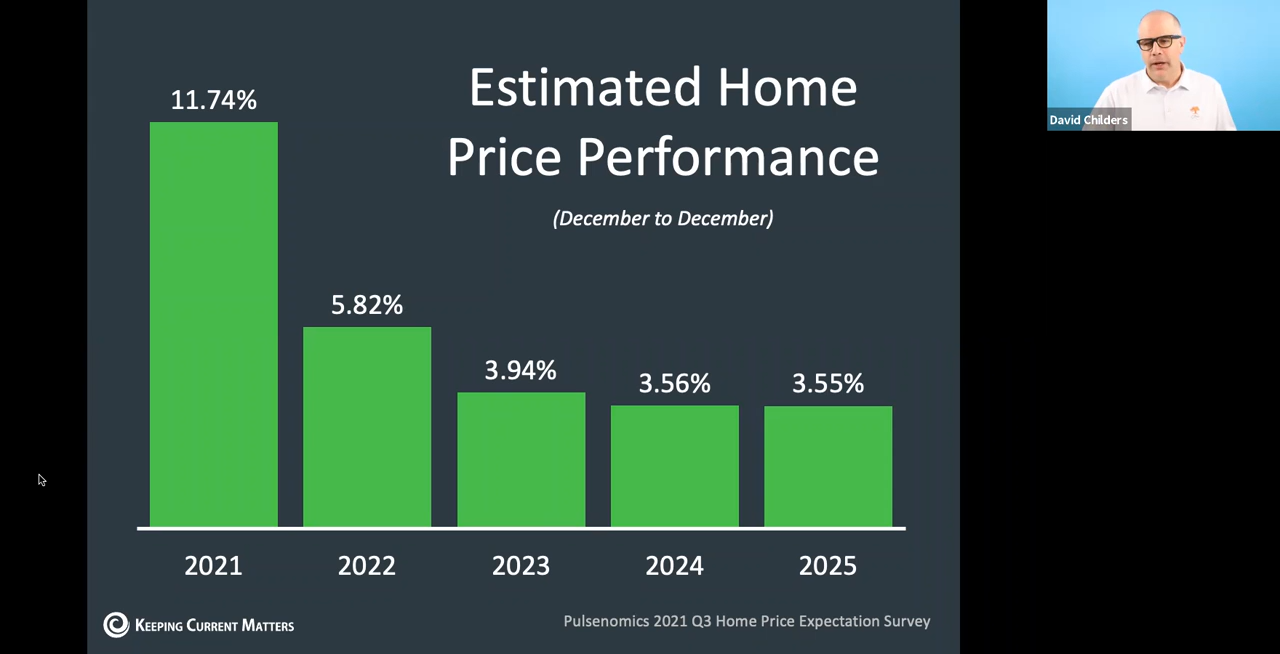 Estimated Home
Price Performance
(December to December)
11.74%
5.82%
3.94%
3.56%
3.55%
2021
2022
2023
2024
2025
KEEPING CURRENT MATTERS
Pulsenomics 2021 Q3 Home Price Expectation Survey
David Childers